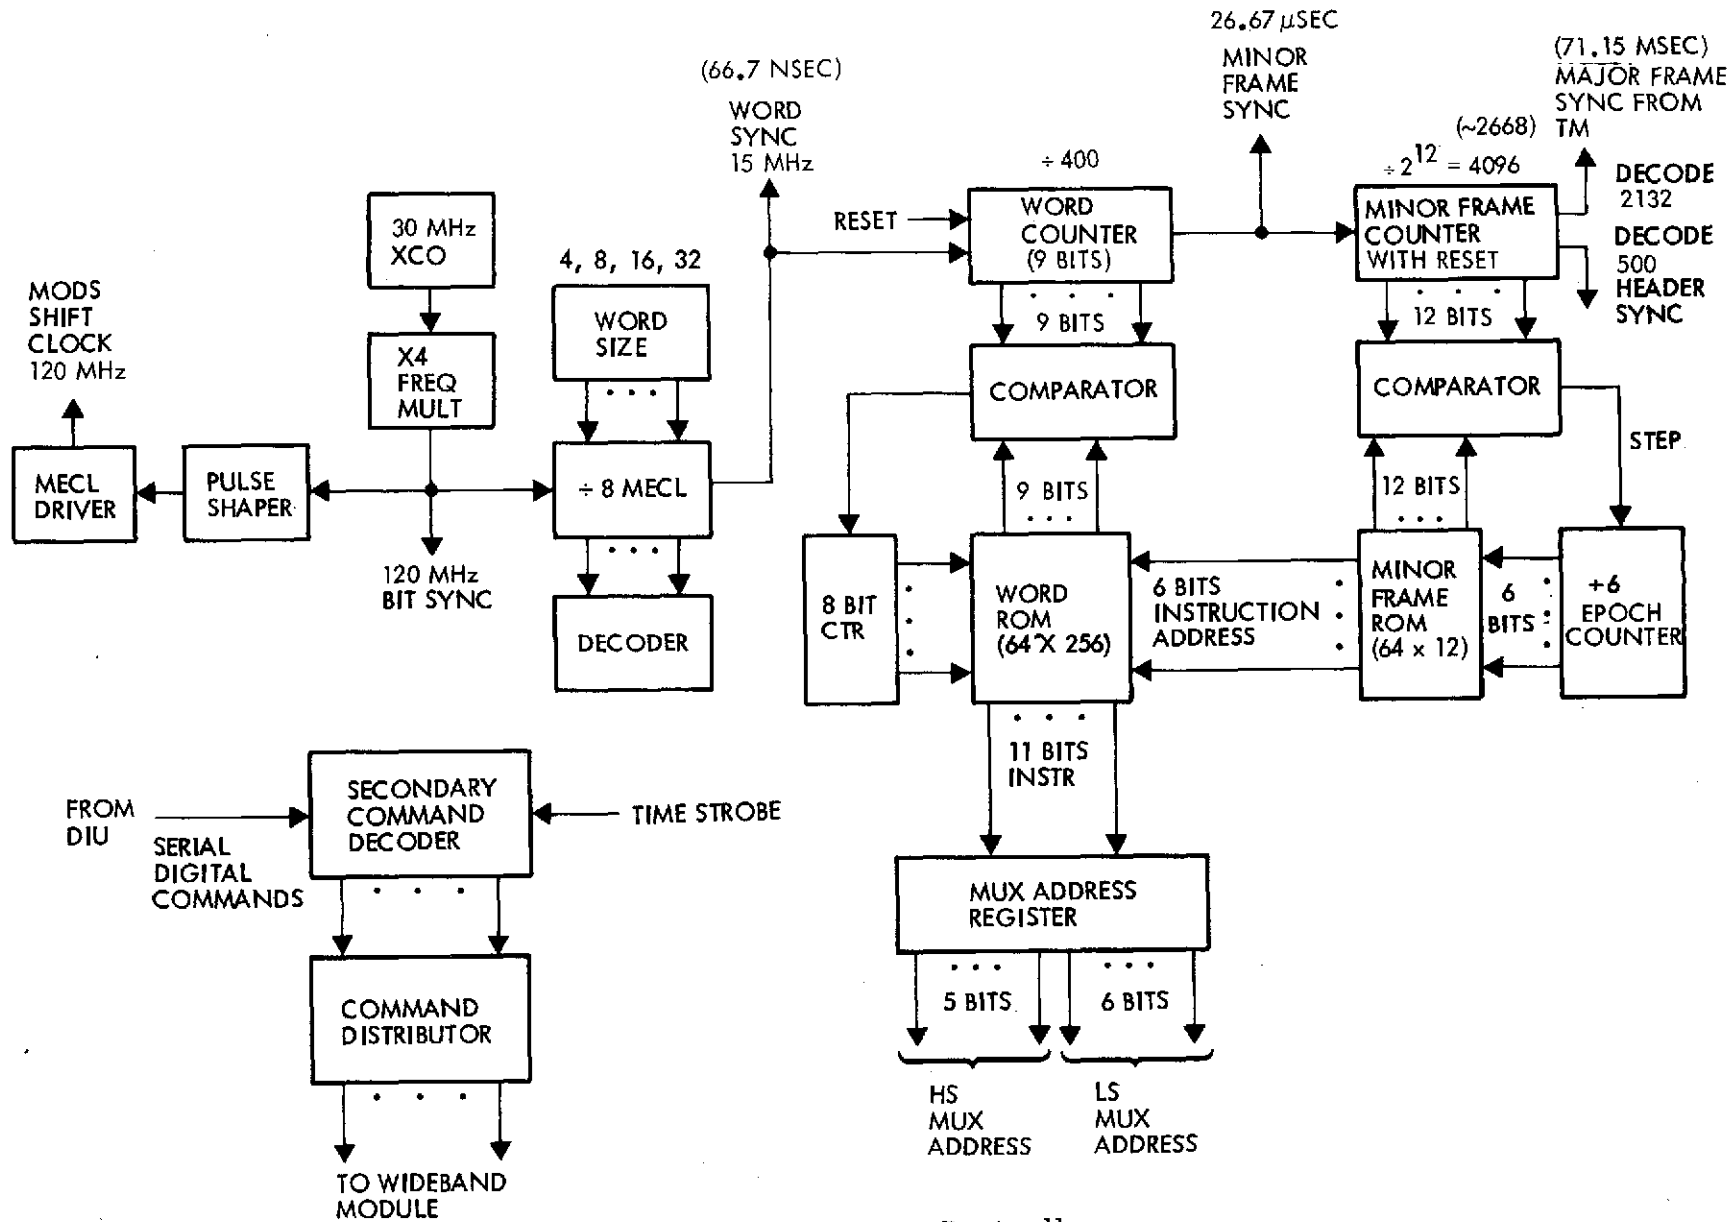 26.67 µSEC
MINOR
FRAME
SYNC
(71.15 MSEC)
MAJOR FRAME
SYNC FROM
TM
(66.7 NSEC)
WORD
SYNC
15 MHz
÷ 400
(~2668)
÷ 2^12 = 4096
DECODE
2132
DECODE
500
HEADER
SYNC
30 MHz
XCO
4, 8, 16, 32
RESET
WORD
COUNTER
(9 BITS)
MINOR FRAME
COUNTER
WITH RESET
MODS
SHIFT
CLOCK
120 MHz
X4
FREQ
MULT
WORD
SIZE
9 BITS
12 BITS
COMPARATOR
COMPARATOR
STEP
MECL
DRIVER
PULSE
SHAPER
÷ 8 MECL
9 BITS
12 BITS
120 MHz
BIT SYNC
DECODER
8 BIT
CTR
WORD
ROM
(64 X 256)
6 BITS
INSTRUCTION
ADDRESS
MINOR
FRAME
ROM
(64 x 12)
6
BITS
÷6
EPOCH
COUNTER
11 BITS
INSTR
FROM
DIU
SERIAL
DIGITAL
COMMANDS
SECONDARY
COMMAND
DECODER
TIME STROBE
MUX ADDRESS
REGISTER
COMMAND
DISTRIBUTOR
5 BITS
6 BITS
HS
MUX
ADDRESS
LS
MUX
ADDRESS
TO WIDEBAND
MODULE